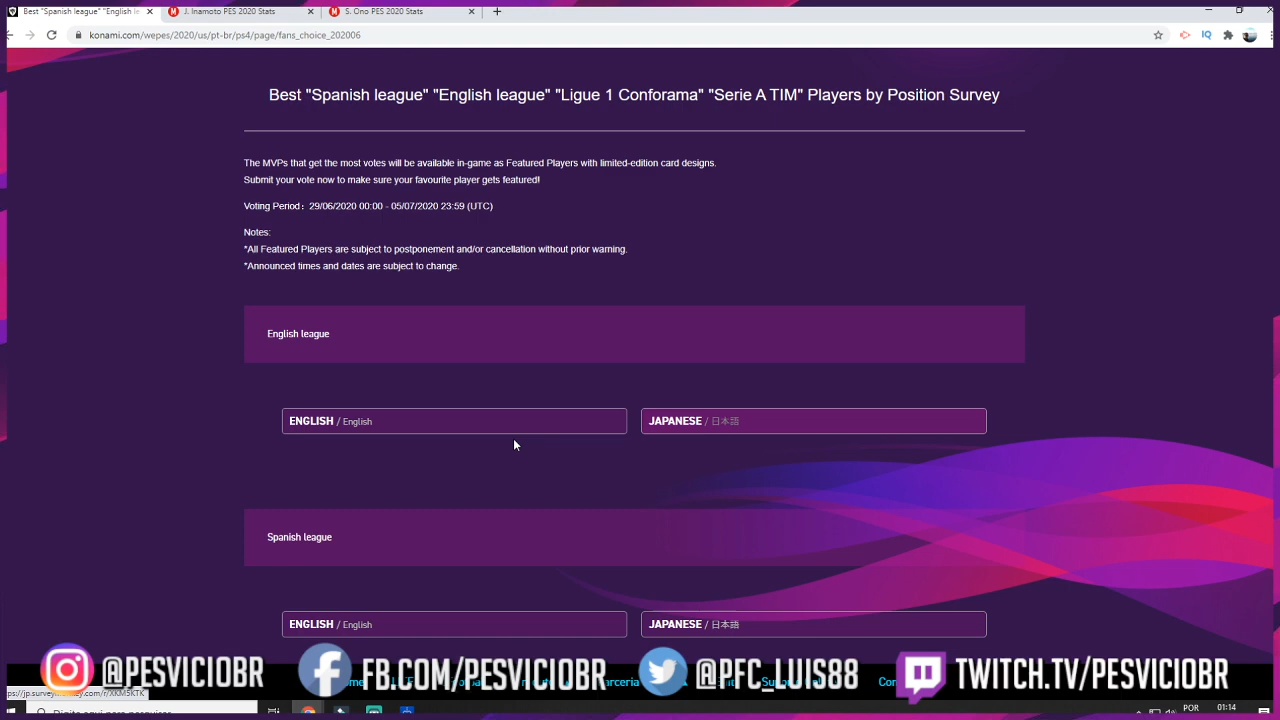 Best "Spanish league" "English le
J. Inamoto PES 2020 Stats
S. Ono PES 2020 Stats
konami.com/wepes/2020/us/pt-br/ps4/page/fans_choice_202006
Best "Spanish league" "English league" "Ligue 1 Conforama" "Serie A TIM" Players by Position Survey
The MVPs that get the most votes will be available in-game as Featured Players with limited-edition card designs.
Submit your vote now to make sure your favourite player gets featured!
Voting Period：29/06/2020 00:00 - 05/07/2020 23:59 (UTC)
Notes:
*All Featured Players are subject to postponement and/or cancellation without prior warning.
*Announced times and dates are subject to change.
English league
ENGLISH / English
JAPANESE / 日本語
Spanish league
ENGLISH / English
JAPANESE / 日本語
@PESVICIOBR
FB.COM/PESVICIOBR
@PFC_LUIS88
TWITCH.TV/PESVICIOBR
POR
01:14